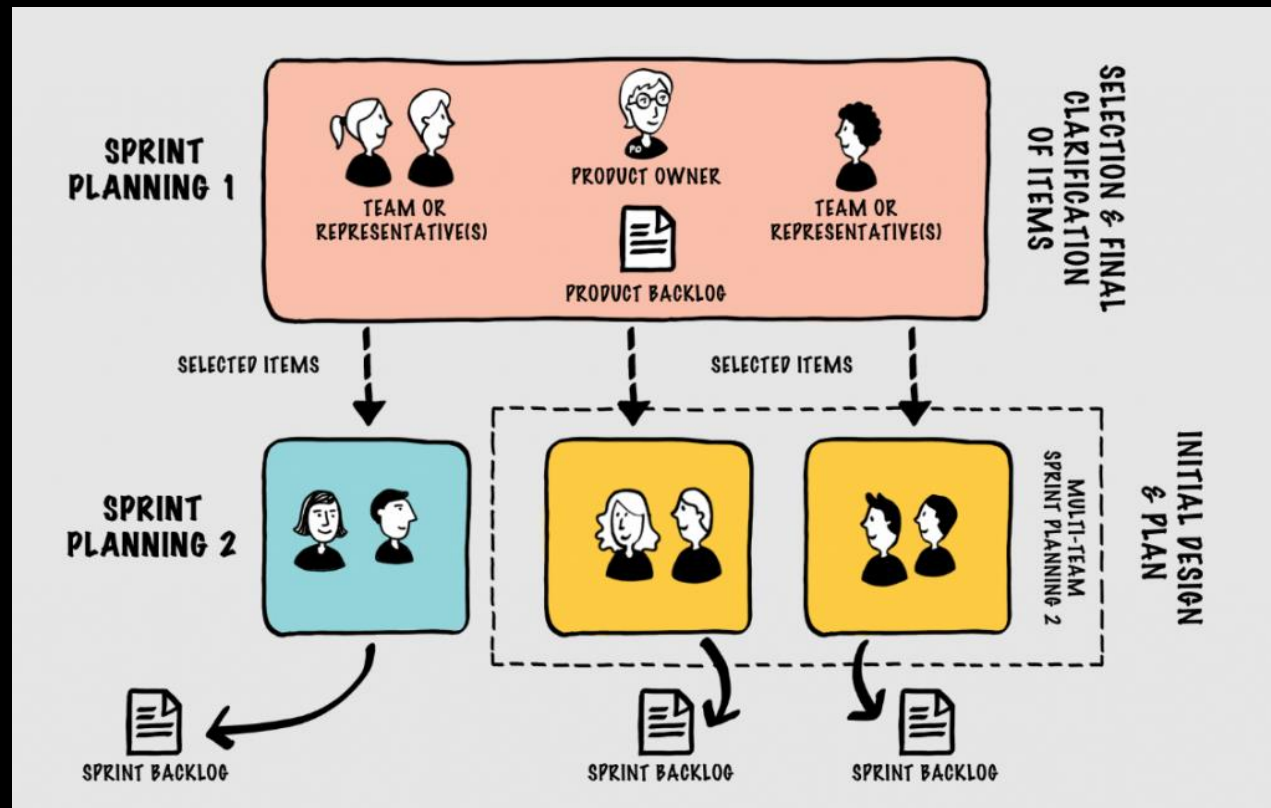 SPRINT
PLANNING 1
TEAM OR
REPRESENTATIVE(S)
PO
PRODUCT OWNER
PRODUCT BACKLOG
TEAM OR
REPRESENTATIVE(S)
SELECTION & FINAL
CLARIFICATION
OF ITEMS
SELECTED ITEMS
SELECTED ITEMS
SPRINT
PLANNING 2
MULTI-TEAM
SPRINT PLANNING 2
INITIAL DESIGN
& PLAN
SPRINT BACKLOG
SPRINT BACKLOG
SPRINT BACKLOG